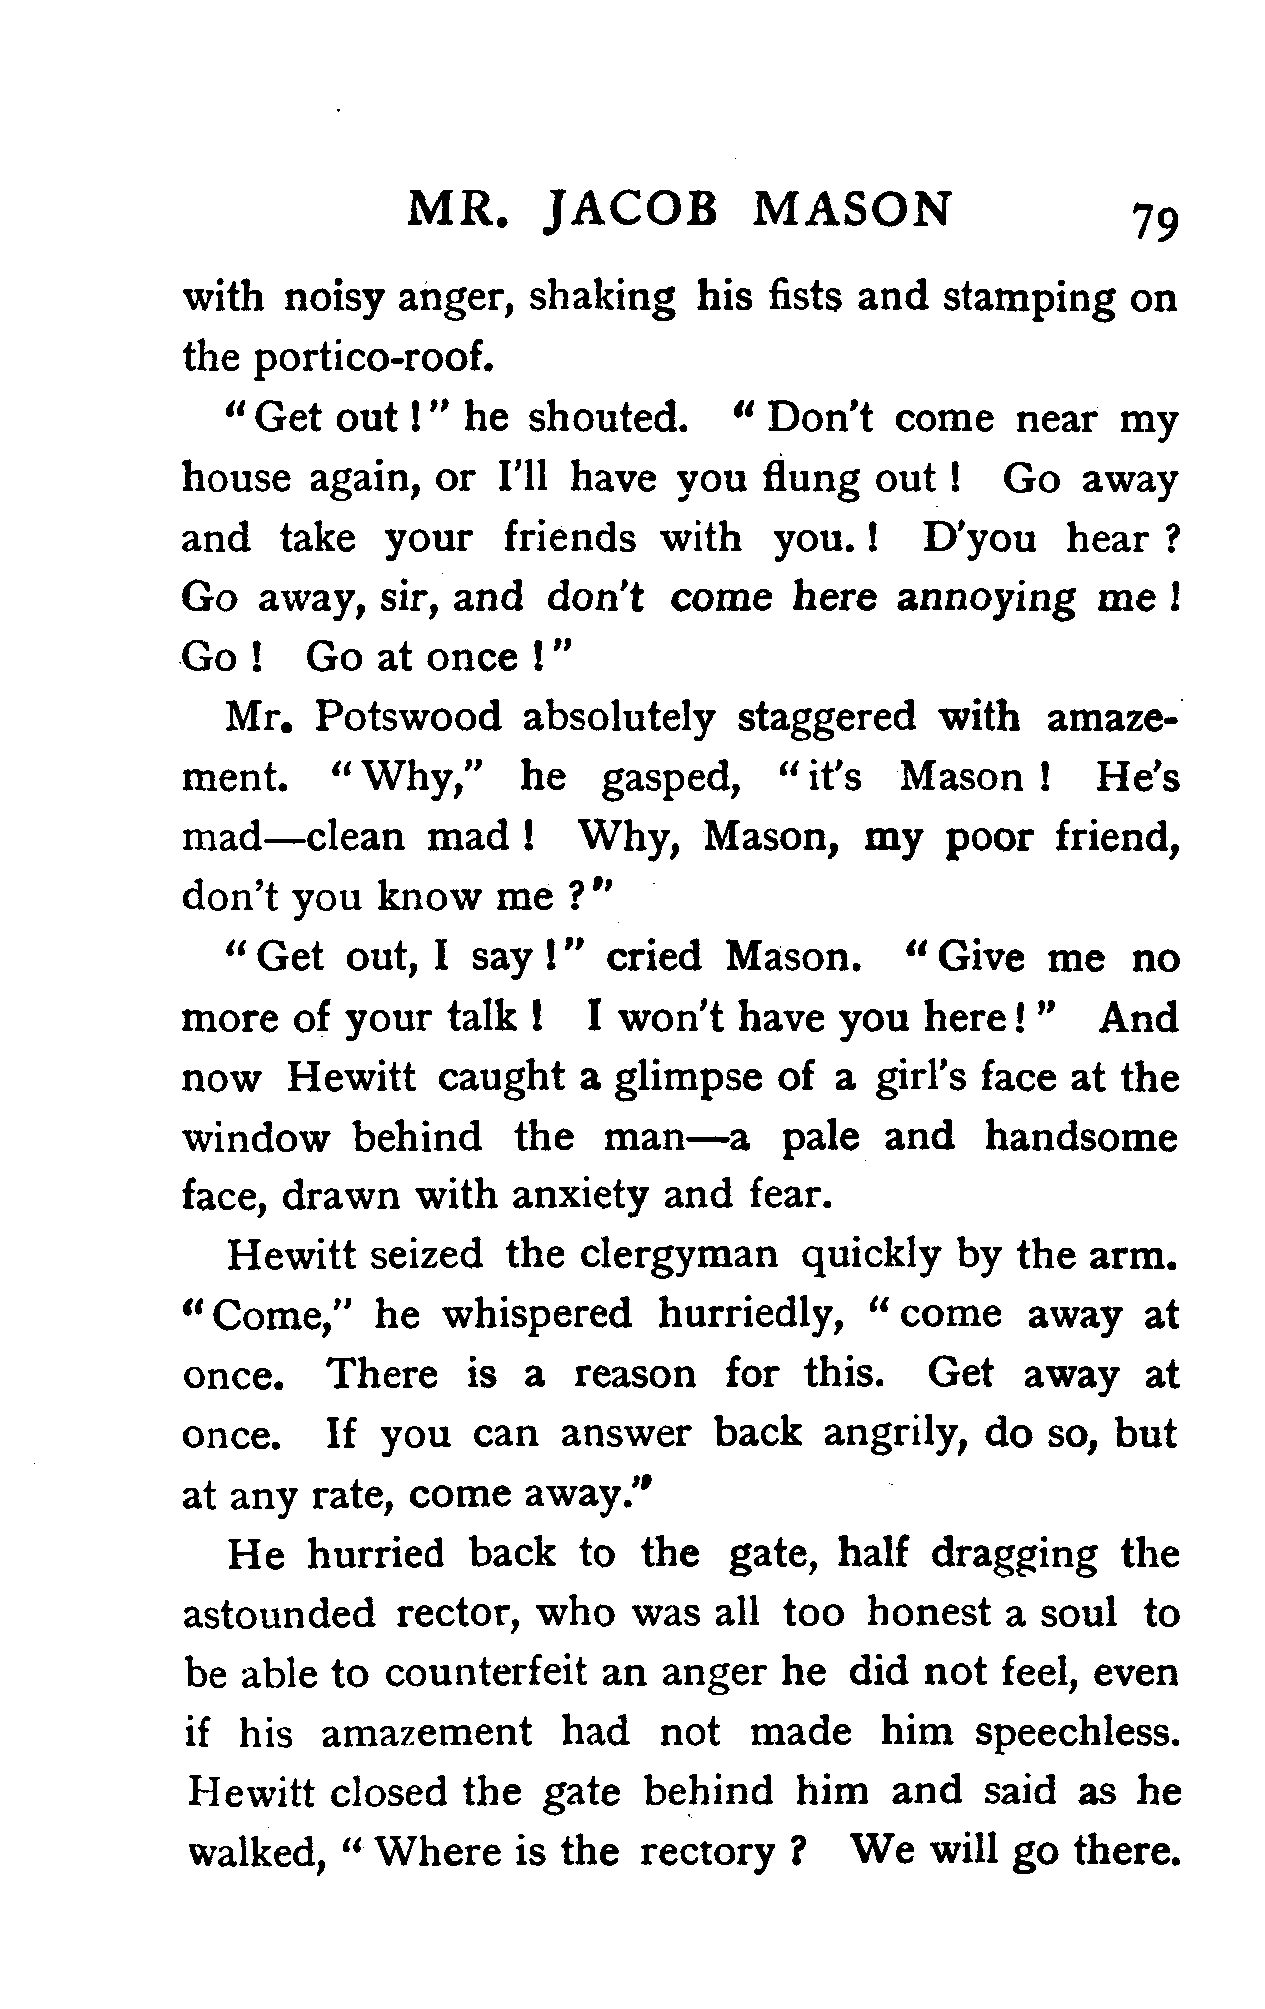 MR. JACOB MASON 79
with noisy anger, shaking his fists and stamping on
the portico-roof.
"Get out!" he shouted. "Don't come near my
house again, or I'll have you flung out! Go away
and take your friends with you.! D'you hear?
Go away, sir, and don't come here annoying me!
Go! Go at once!"
Mr. Potswood absolutely staggered with amaze-
ment. "Why," he gasped, "it's Mason! He's
mad—clean mad! Why, Mason, my poor friend,
don't you know me?"
"Get out, I say!" cried Mason. "Give me no
more of your talk! I won't have you here!" And
now Hewitt caught a glimpse of a girl's face at the
window behind the man—a pale and handsome
face, drawn with anxiety and fear.
Hewitt seized the clergyman quickly by the arm.
"Come," he whispered hurriedly, "come away at
once. There is a reason for this. Get away at
once. If you can answer back angrily, do so, but
at any rate, come away."
He hurried back to the gate, half dragging the
astounded rector, who was all too honest a soul to
be able to counterfeit an anger he did not feel, even
if his amazement had not made him speechless.
Hewitt closed the gate behind him and said as he
walked, "Where is the rectory? We will go there.